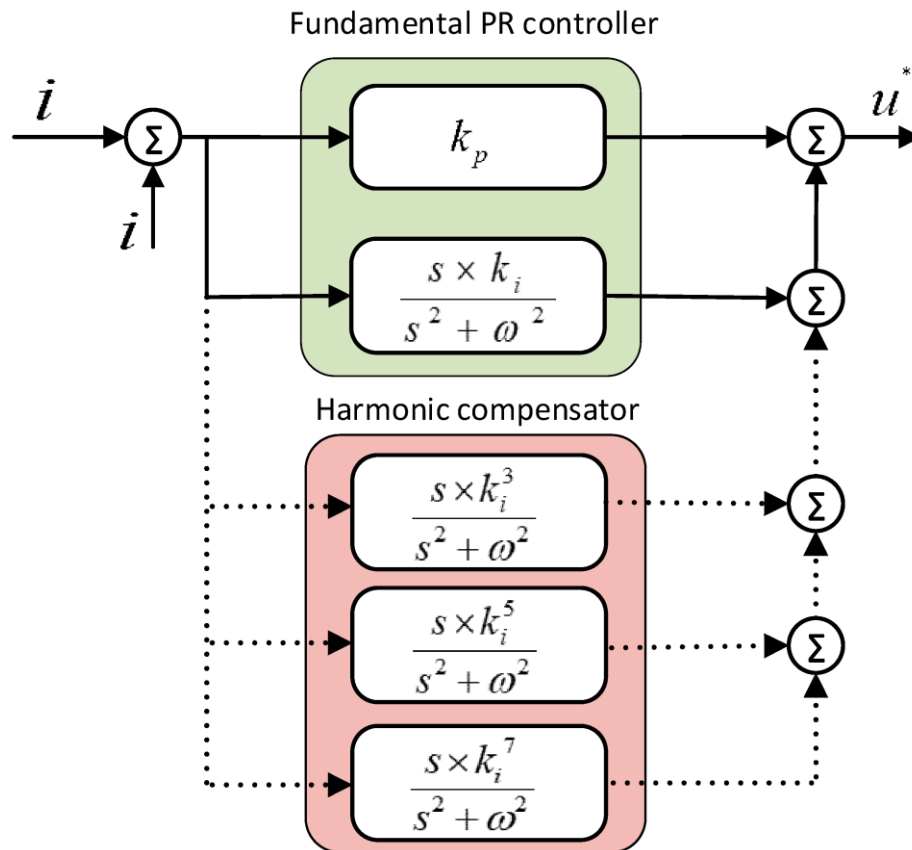 Fundamental PR controller
i
Σ
k_p
Σ
u^*
i
s × k_i / s^2 + ω^2
Σ
Harmonic compensator
s × k_i^3 / s^2 + ω^2
Σ
s × k_i^5 / s^2 + ω^2
Σ
s × k_i^7 / s^2 + ω^2